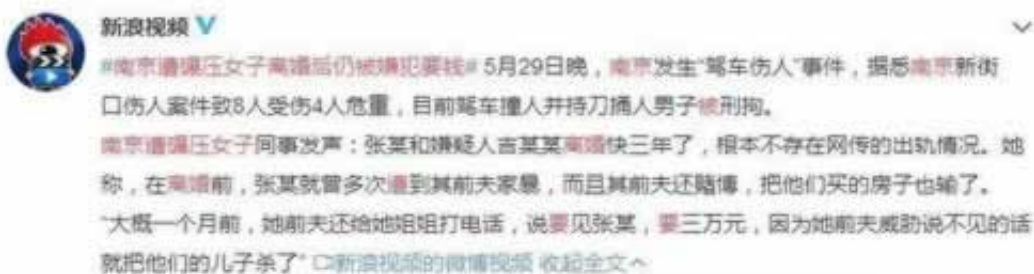 新浪视频
#南京遭碾压女子离婚后仍被嫌犯要钱# 5月29日晚，南京发生“驾车伤人”事件，据悉南京新街
口伤人案件致8人受伤4人危重，目前驾车撞人并持刀捅人男子被刑拘。
南京遭碾压女子同事发声：张某和嫌疑人吉某某离婚快三年了，根本不存在网传的出轨情况。她
称，在离婚前，张某就曾多次遭到其前夫家暴，而且其前夫还赌博，把他们买的房子也输了。
“大概一个月前，她前夫还给她姐姐打电话，说要见张某，要三万元，因为她前夫威胁说不见的话
就把他们的儿子杀了” 新浪视频的微博视频 收起全文